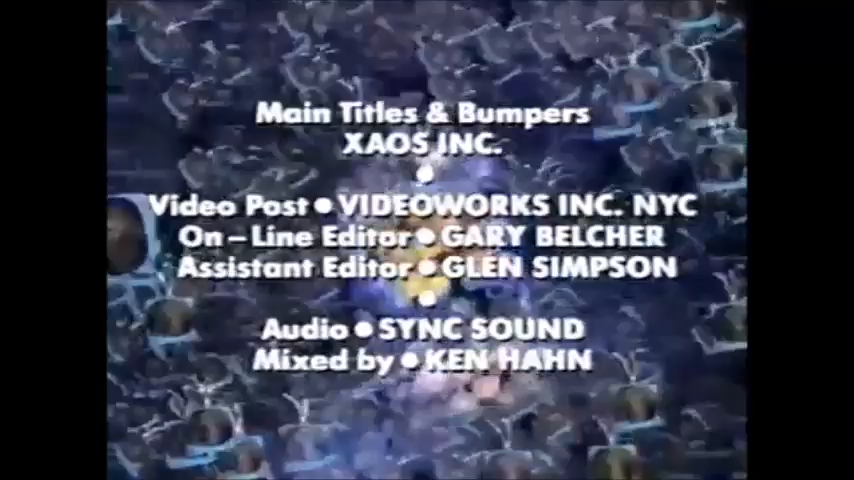 Main Titles & Bumpers
XAOS INC.
●
Video Post ● VIDEOWORKS INC. NYC
On-Line Editor ● GARY BELCHER
Assistant Editor ● GLEN SIMPSON
●
Audio ● SYNC SOUND
Mixed by ● KEN HAHN